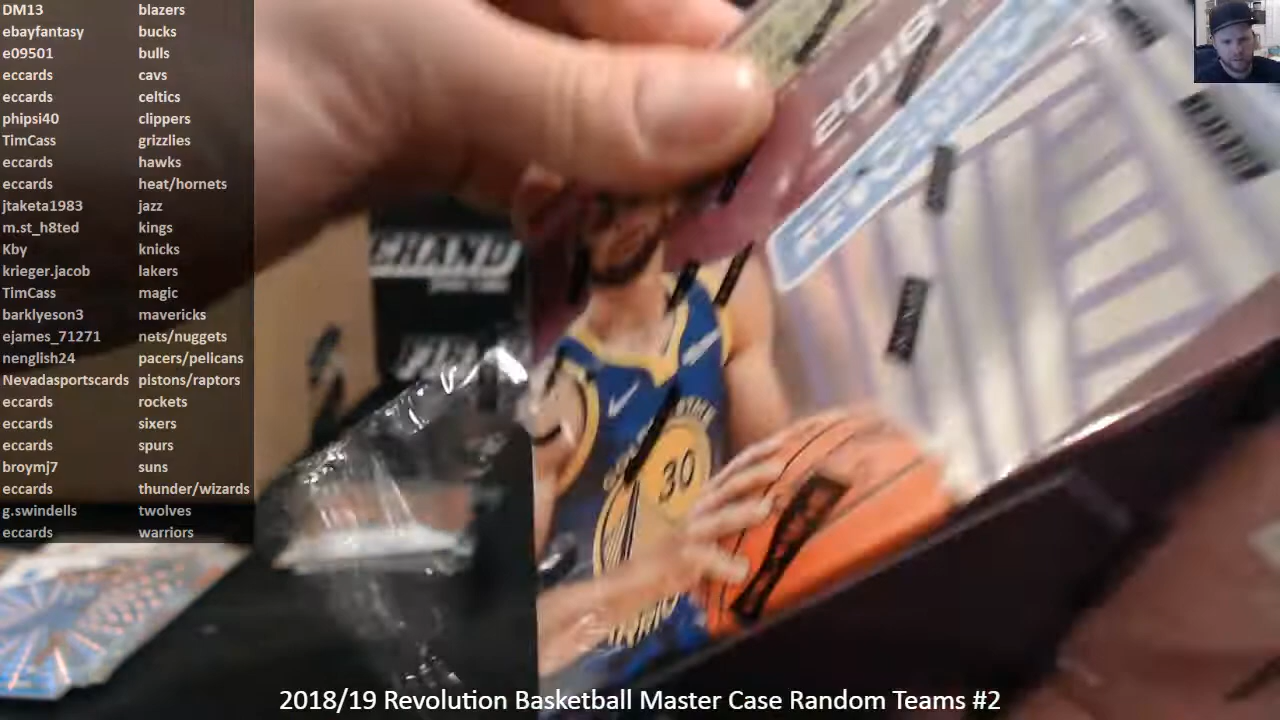 DM13 blazers
ebayfantasy bucks
e09501 bulls
eccards cavs
eccards celtics
phipsi40 clippers
TimCass grizzlies
eccards hawks
eccards heat/hornets
jtaketa1983 jazz
m.st_h8ted kings
Kby knicks
krieger.jacob lakers
TimCass magic
barklyeson3 mavericks
ejames_71271 nets/nuggets
nenglish24 pacers/pelicans
Nevadasportscards pistons/raptors
eccards rockets
eccards sixers
eccards spurs
broymj7 suns
eccards thunder/wizards
g.swindells twolves
eccards warriors
2018-
30
2018/19 Revolution Basketball Master Case Random Teams #2